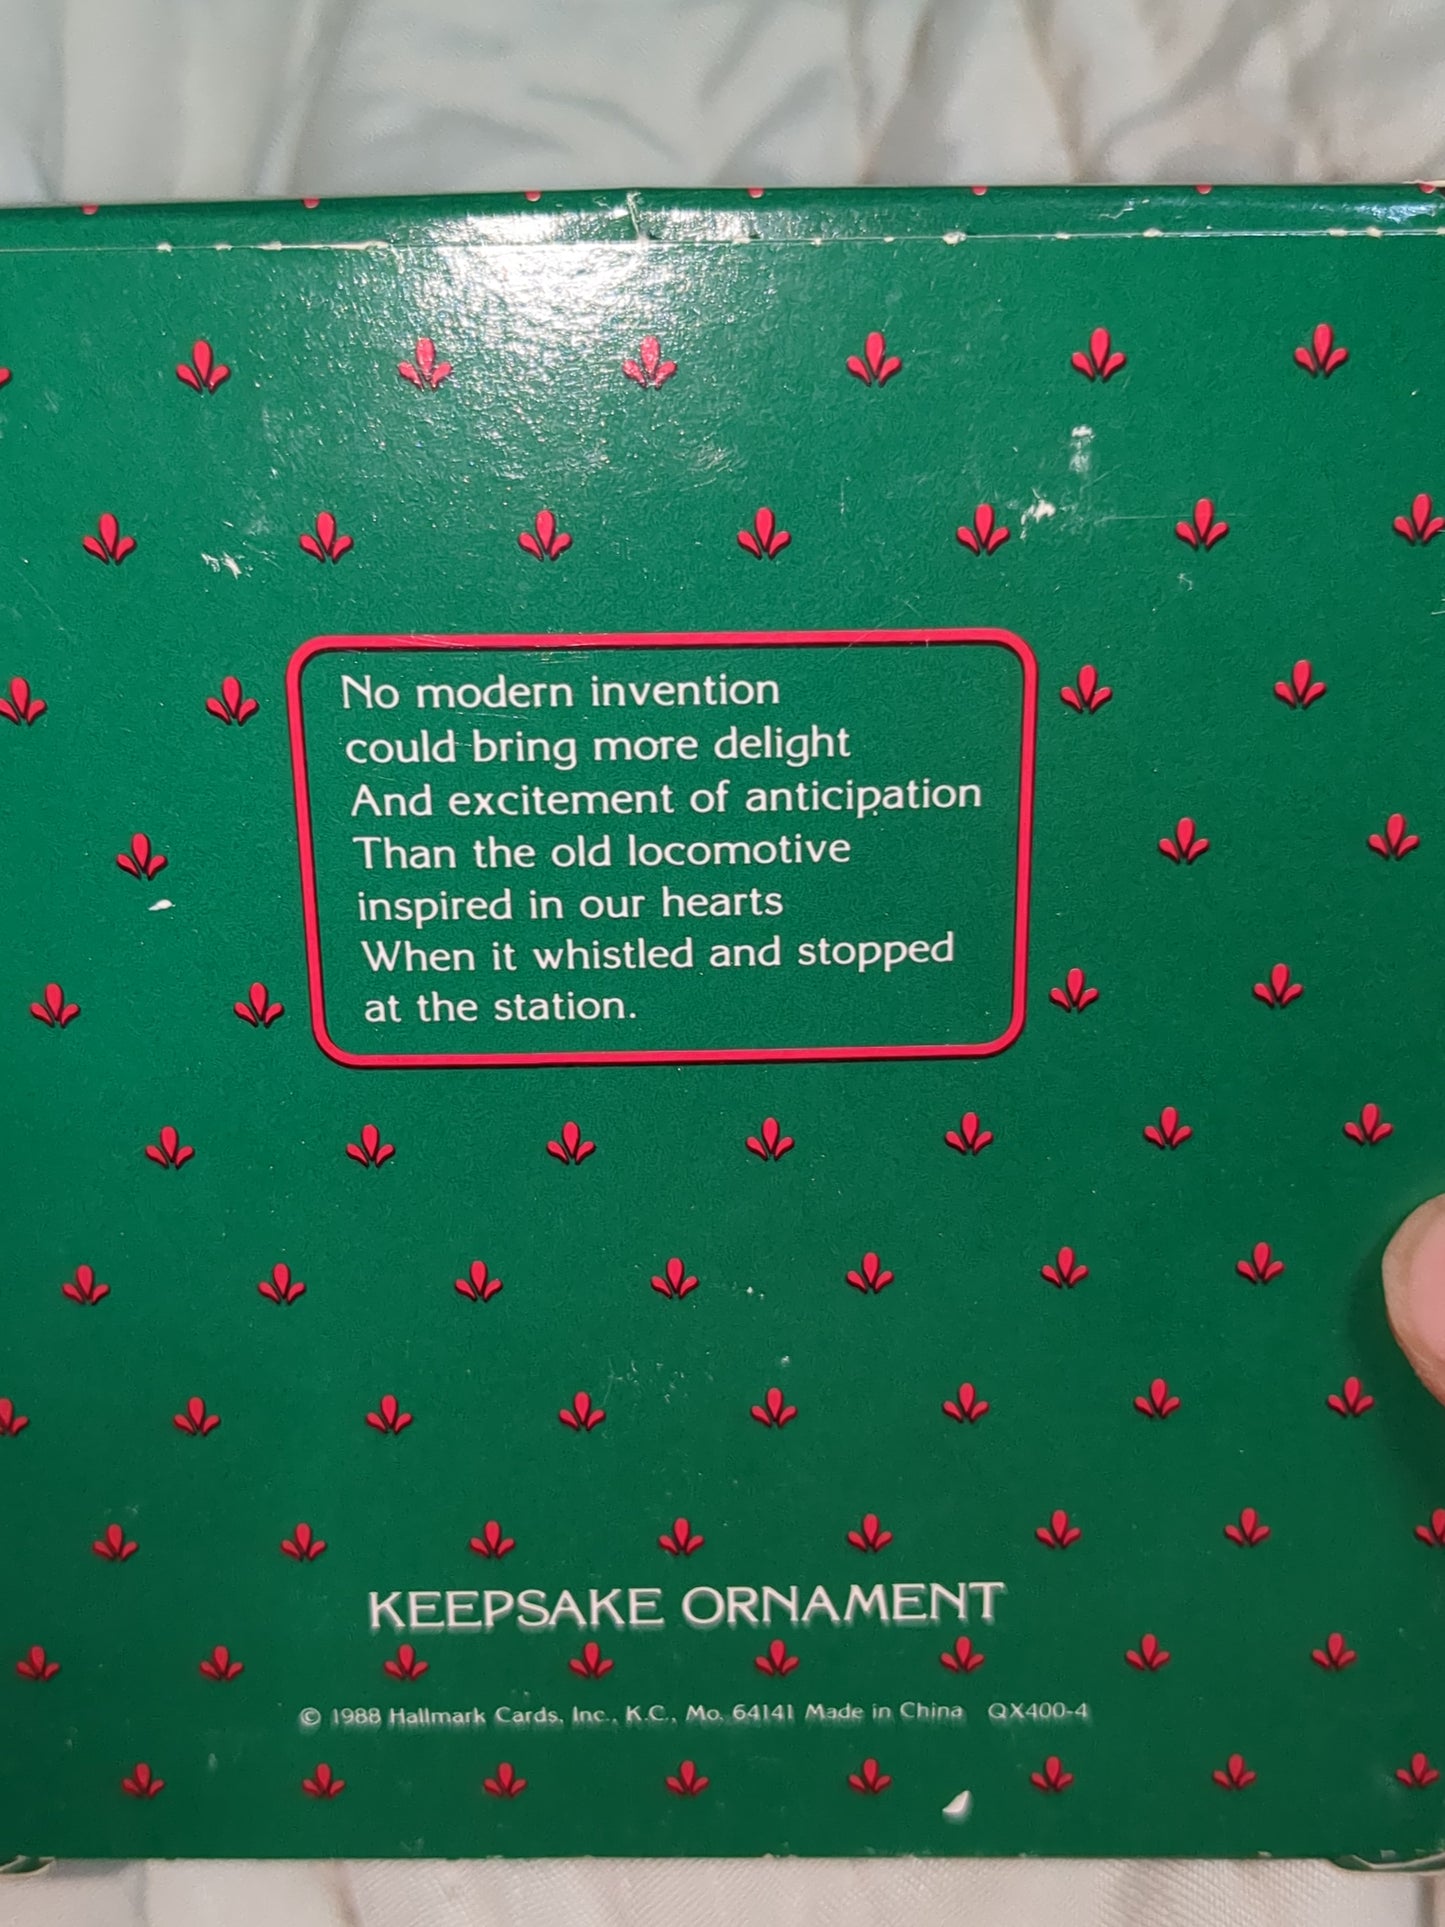 No modern invention
could bring more delight
And excitement of anticipation
Than the old locomotive
inspired in our hearts
When it whistled and stopped
at the station.
KEEPSAKE ORNAMENT
© 1988 Hallmark Cards, Inc., K.C., Mo. 64141 Made in China QX400-4